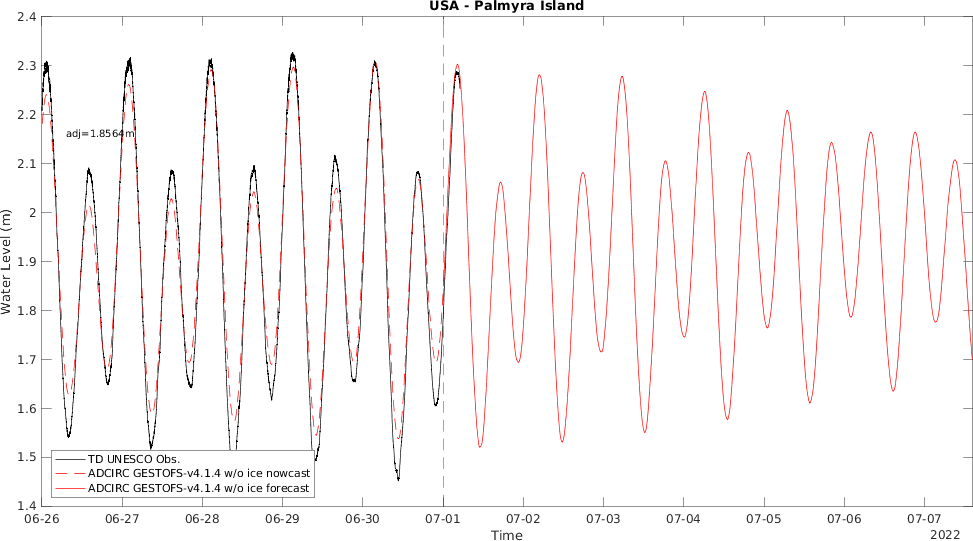 USA - Palmyra Island
2.4
2.3
2.2
2.1
2
1.9
1.8
1.7
1.6
1.5
1.4
Water Level (m)
adj=1.8564m
TD UNESCO Obs.
ADCIRC GESTOFS-v4.1.4 w/o ice nowcast
ADCIRC GESTOFS-v4.1.4 w/o ice forecast
06-26 06-27 06-28 06-29 06-30 07-01 07-02 07-03 07-04 07-05 07-06 07-07
Time
2022